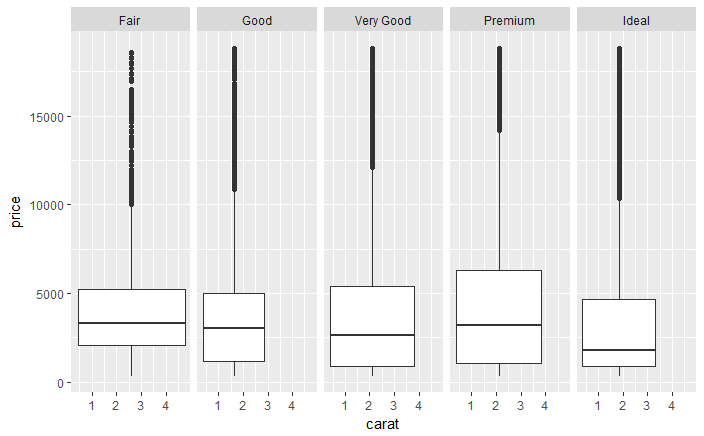 Fair Good Very Good Premium Ideal
15000
10000
price
5000
0
1 2 3 4 1 2 3 4 1 2 3 4 1 2 3 4 1 2 3 4
carat